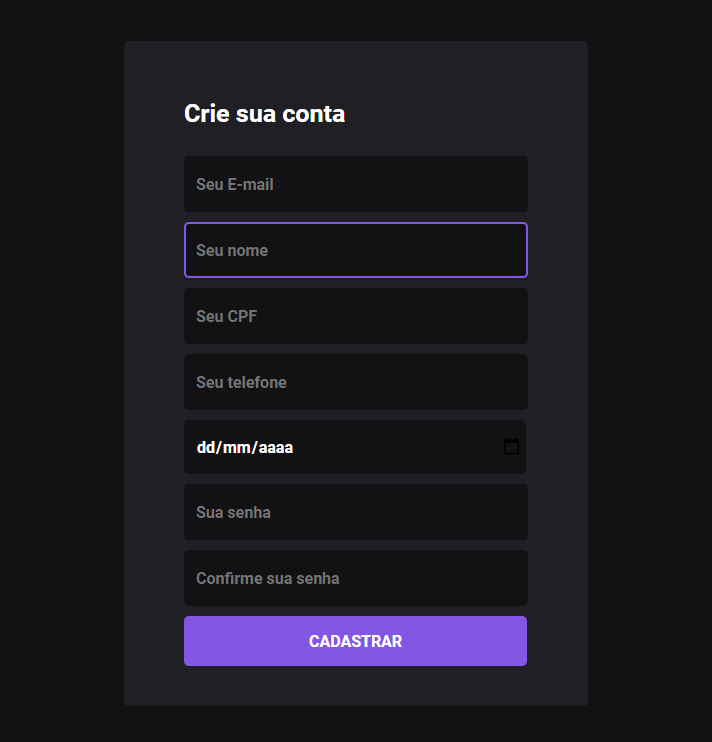 Crie sua conta
Seu E-mail
Seu nome
Seu CPF
Seu telefone
dd/mm/aaaa
Sua senha
Confirme sua senha
CADASTRAR